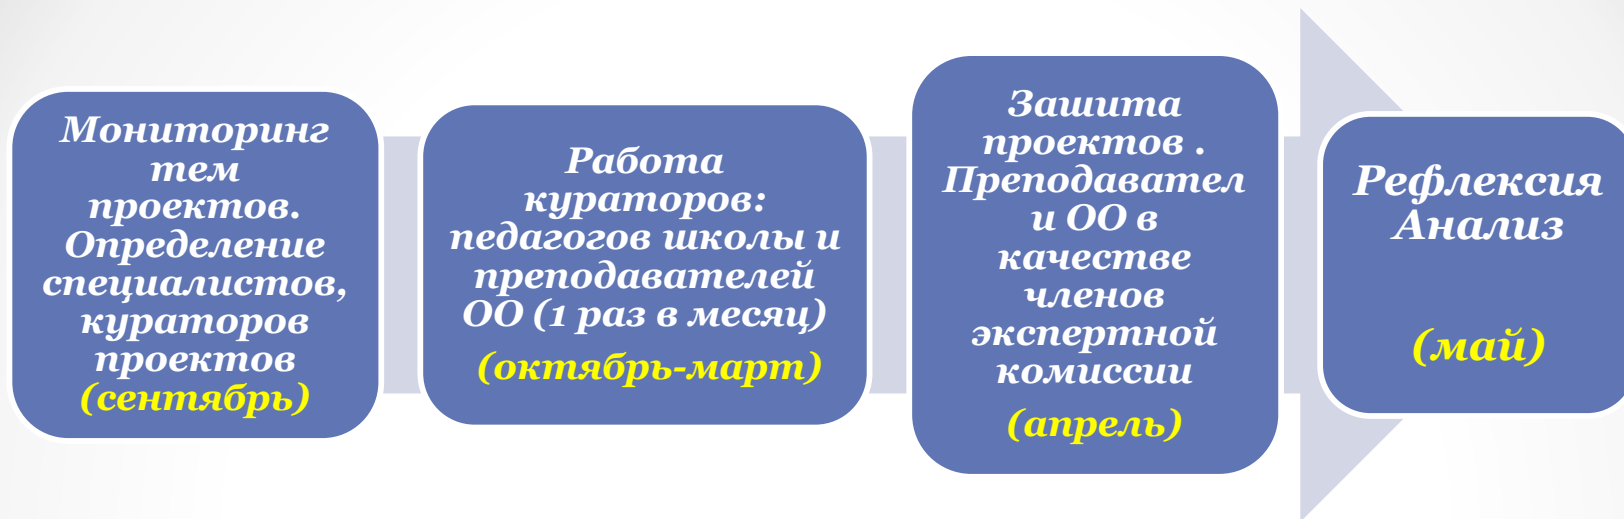 Мониторинг
тем
проектов.
Определение
специалистов,
кураторов
проектов
(сентябрь)
Работа
кураторов:
педагогов школы и
преподавателей
ОО (1 раз в месяц)
(октябрь-март)
Зашита
проектов .
Преподавател
и ОО в
качестве
членов
экспертной
комиссии
(апрель)
Рефлексия
Анализ
(май)